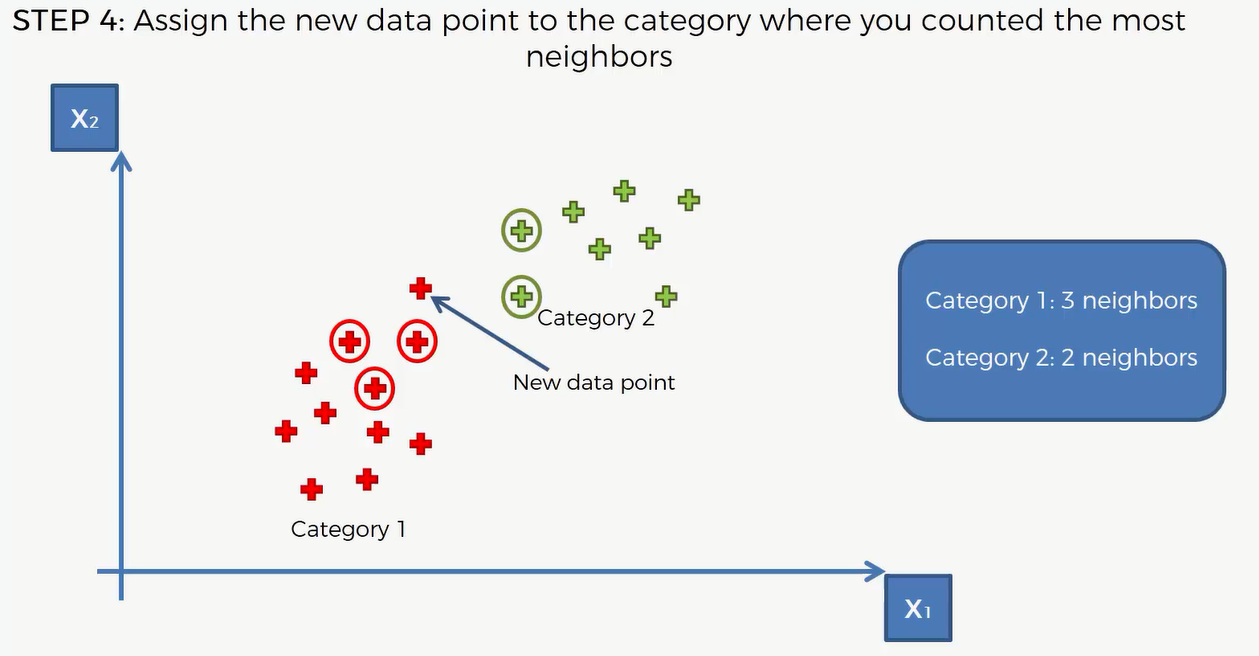 STEP 4: Assign the new data point to the category where you counted the most
neighbors
X2
Category 1: 3 neighbors
Category 2
Category 2: 2 neighbors
New data point
Category 1
X1